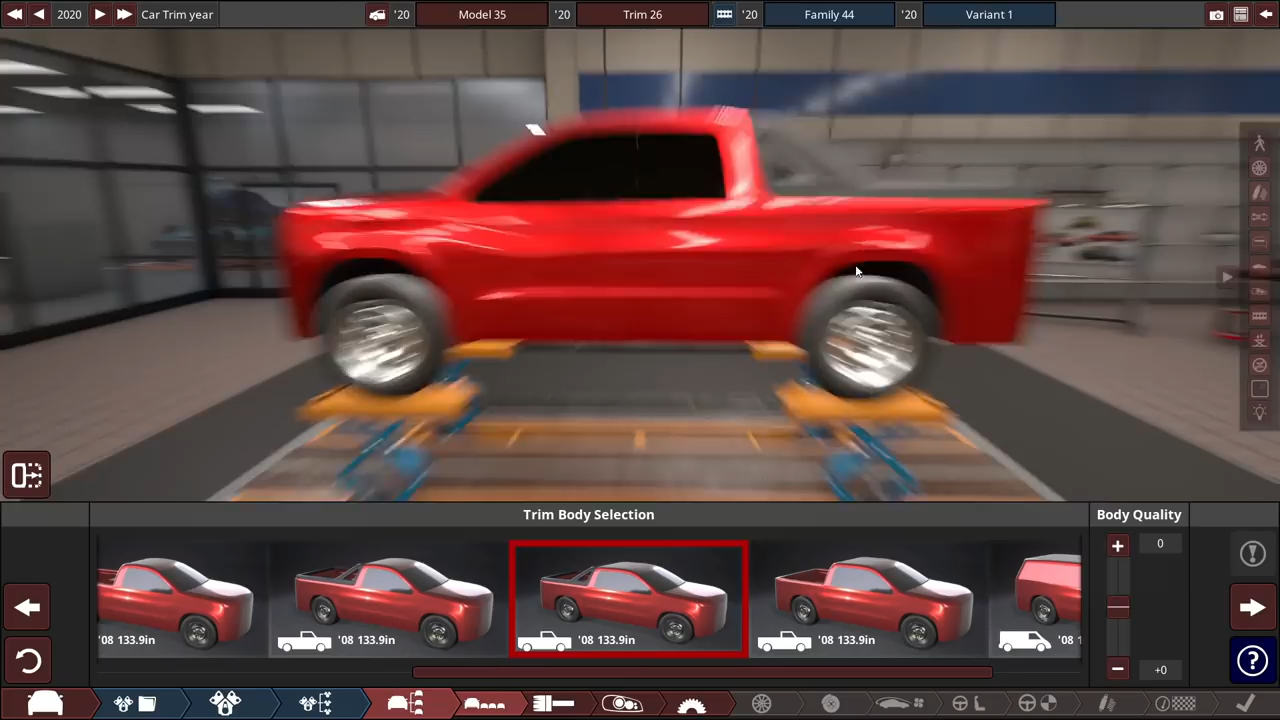 2020 Car Trim year '20 Model 35 '20 Trim 26 '20 Family 44 '20 Variant 1
Trim Body Selection
Body Quality
0
'08 133.9in
'08 133.9in
'08 133.9in
'08 133.9in
'08 1
+0